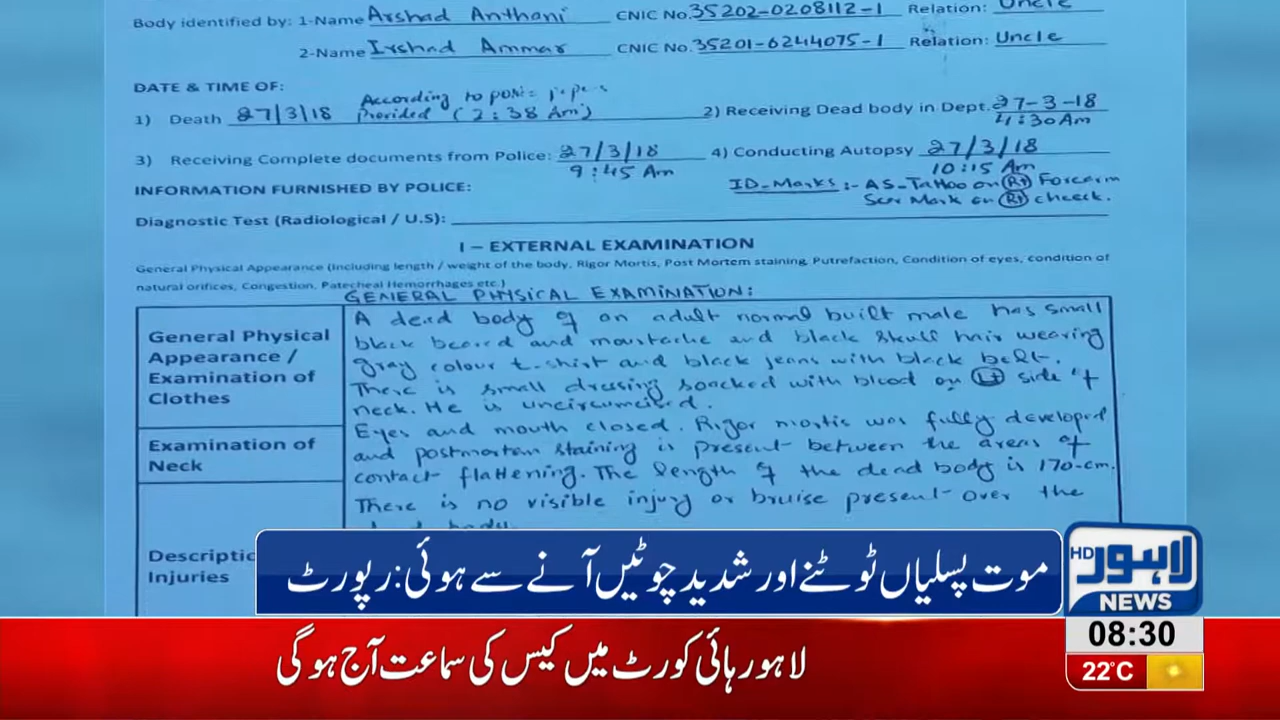 Body identified by: 1-Name Arshad Anthani CNIC No. 35202-0208112-1 Relation: Uncle
2-Name Irshad Ammar CNIC No. 35201-6244075-1 Relation: Uncle
DATE & TIME OF:
1) Death 27/3/18 According to police papers Provided (2:38 Am) 2) Receiving Dead body in Dept. 27-3-18 4:30 Am
3) Receiving Complete documents from Police: 27/3/18 9:45 Am 4) Conducting Autopsy 27/3/18 10:15 Am
INFORMATION FURNISHED BY POLICE: ID-Marks :- AS-Tattoo on Rt Forearm
Scar Mark on Rt cheeck.
Diagnostic Test (Radiological / U.S):
I – EXTERNAL EXAMINATION
General Physical Appearance (Including length / weight of the body, Rigor Mortis, Post Mortem staining, Putrefaction, Condition of eyes, condition of
natural orifices, Congestion, Patecheal Hemorrhages etc.)
GENERAL PHYSICAL EXAMINATION:
General Physical
Appearance /
Examination of
Clothes
A dead body of an adult normal built male has small
black beared and moustache and black skull hair wearing
gray colour t-shirt and black jeans with black belt.
There is small drussing soacked with blood on Lt side of
neck. He is uncircumcised.
Examination of
Neck
Eyes and mouth closed. Rigor mostis was fully developed
and postmortem staining is present between the areas of
contact flattening. The length of the dead body is 170-cm.
There is no visible injury or bruise present over the
dead body.
Descriptio
Injuries
موت پسلیاں ٹوٹنے اور شدید چوٹیں آنے سے ہوئی: رپورٹ
HD لاہور
NEWS
08:30
22°C
لاہور ہائی کورٹ میں کیس کی سماعت آج ہوگی